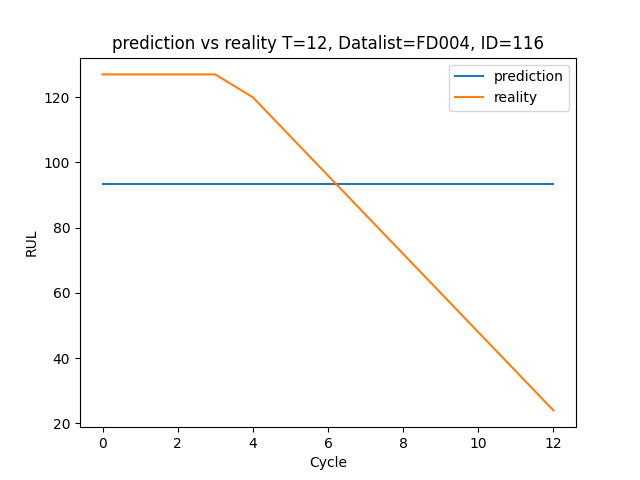 prediction vs reality T=12, Datalist=FD004, ID=116
prediction
reality
120
100
80
60
40
20
RUL
0 2 4 6 8 10 12
Cycle